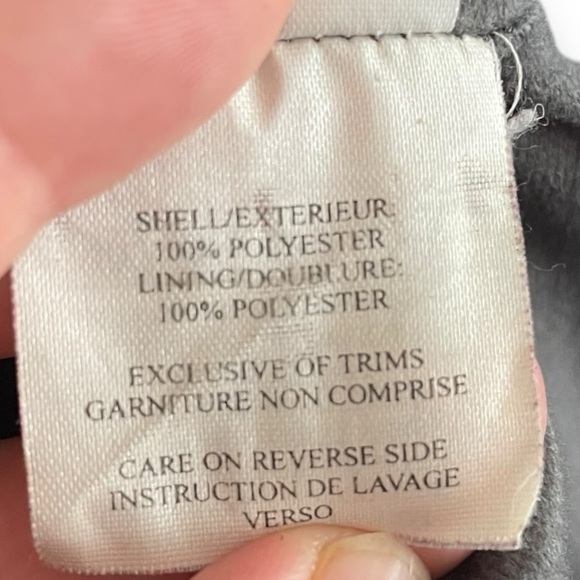 SHELL/EXTERIEUR
100% POLYESTER
LINING/DOUBLURE:
100% POLYESTER
EXCLUSIVE OF TRIMS
GARNITURE NON COMPRISE
CARE ON REVERSE SIDE
INSTRUCTION DE LAVAGE
VERSO